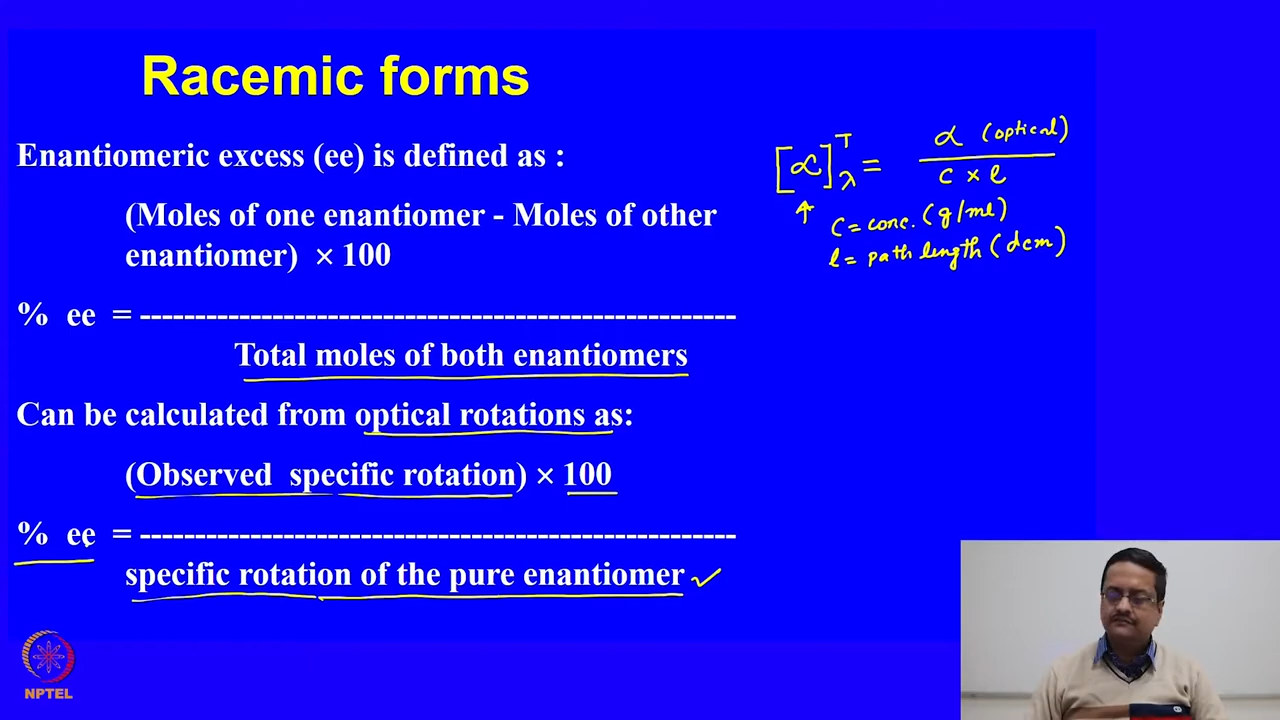 Racemic forms
Enantiomeric excess (ee) is defined as :
(Moles of one enantiomer - Moles of other
enantiomer) × 100
% ee = ------------------------------------------------------
Total moles of both enantiomers
Can be calculated from optical rotations as:
(Observed specific rotation) × 100
% ee = ------------------------------------------------------
specific rotation of the pure enantiomer ✓
[α]
T
λ
=
α (optical)
c × l
↑ C = conc. (g/ml)
l = path length (dcm)
NPTEL